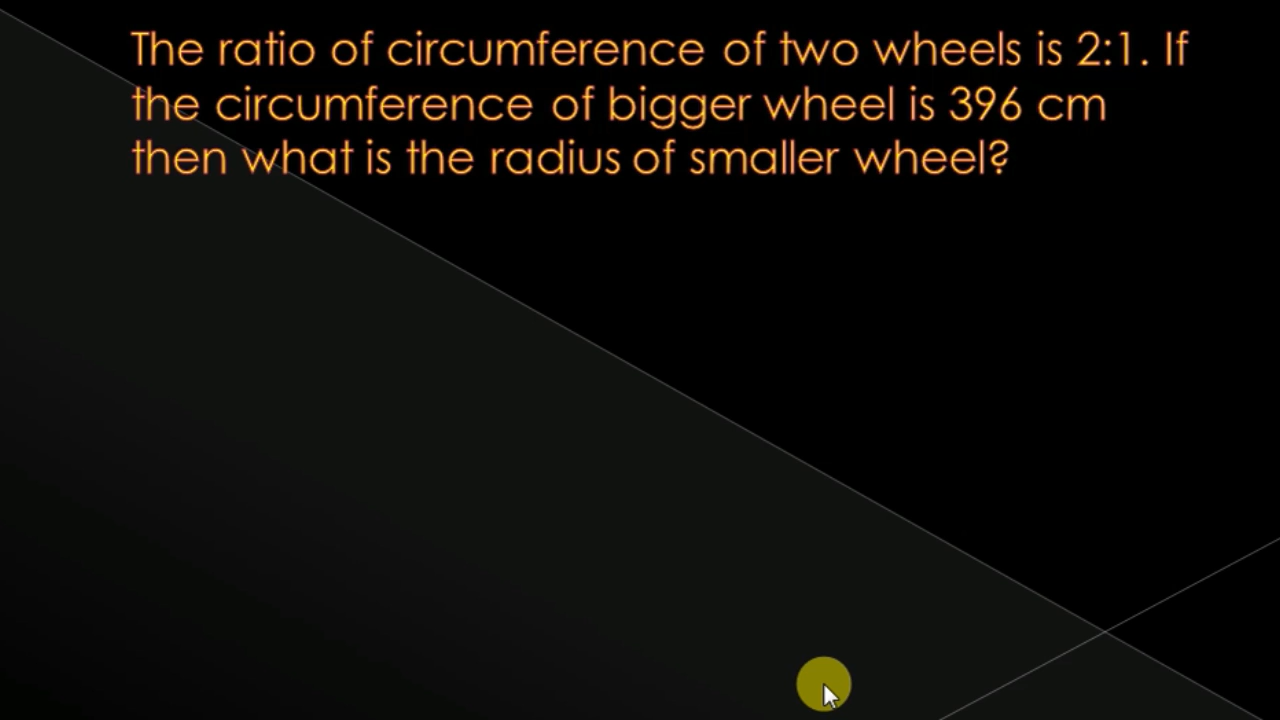 The ratio of circumference of two wheels is 2:1. If
the circumference of bigger wheel is 396 cm
then what is the radius of smaller wheel?